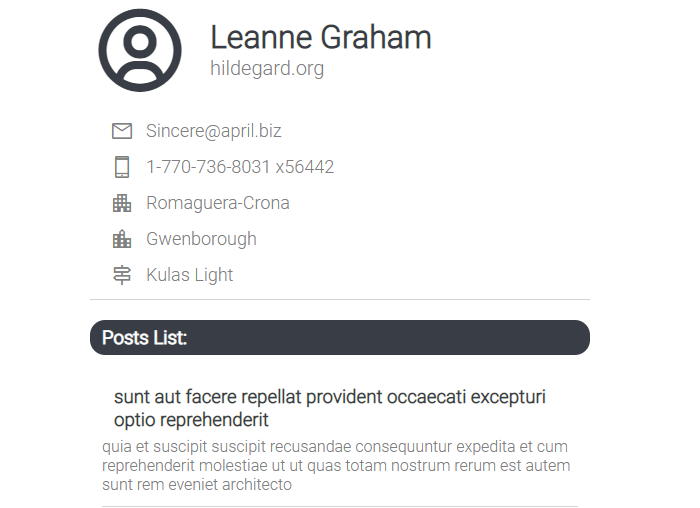 Leanne Graham
hildegard.org
Sincere@april.biz
1-770-736-8031 x56442
Romaguera-Crona
Gwenborough
Kulas Light
Posts List:
sunt aut facere repellat provident occaecati excepturi
optio reprehenderit
quia et suscipit suscipit recusandae consequuntur expedita et cum
reprehenderit molestiae ut ut quas totam nostrum rerum est autem
sunt rem eveniet architecto